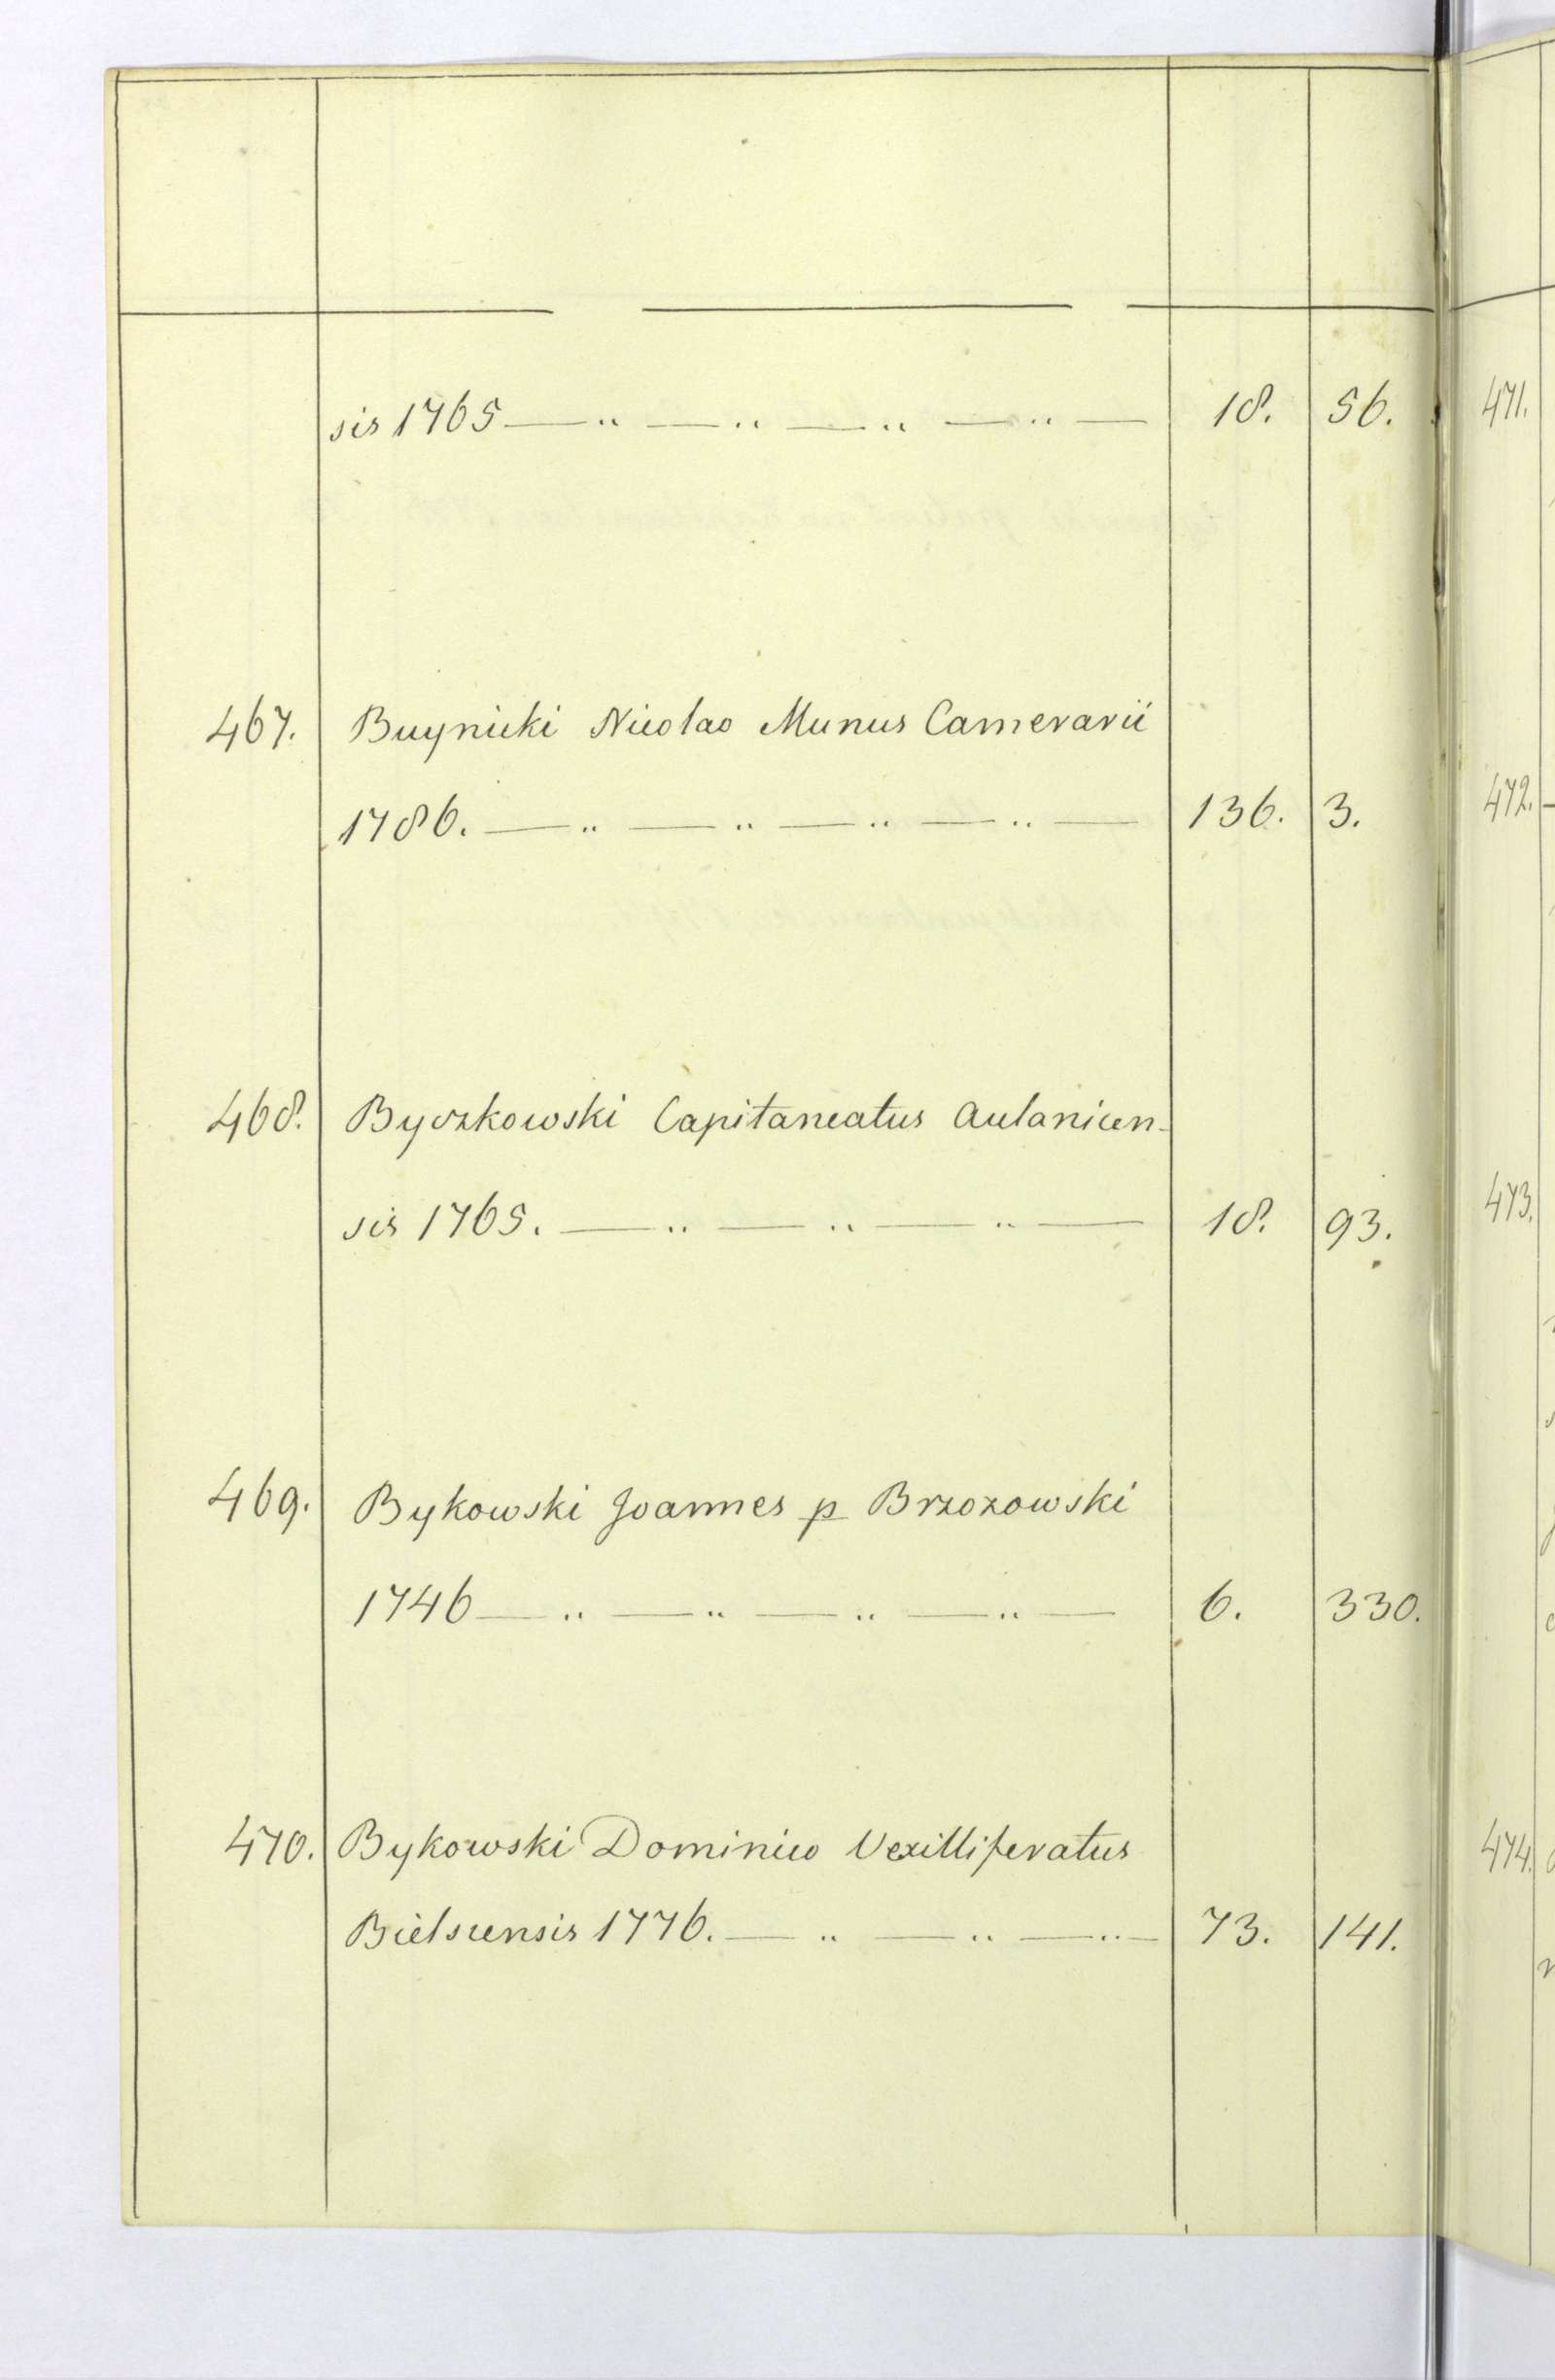 sis 1765 — „ — „ — „ — „ — 18. 56.
467. Buynicki Nicolao Munus Camerarii
1786. — „ — „ — „ — „ — 136. 3.
468. Byczkowski Capitaneatus Aulanicen-
sis 1765. — „ — „ — „ — 18. 93.
469. Bykowski Joannes p Brzozowski
1746 — „ — „ — „ — „ — 6. 330.
470. Bykowski Dominico Vexilliferatus
Bielscensis 1776. — „ — „ — „ — 73. 141.
471.
472.
473.
474.